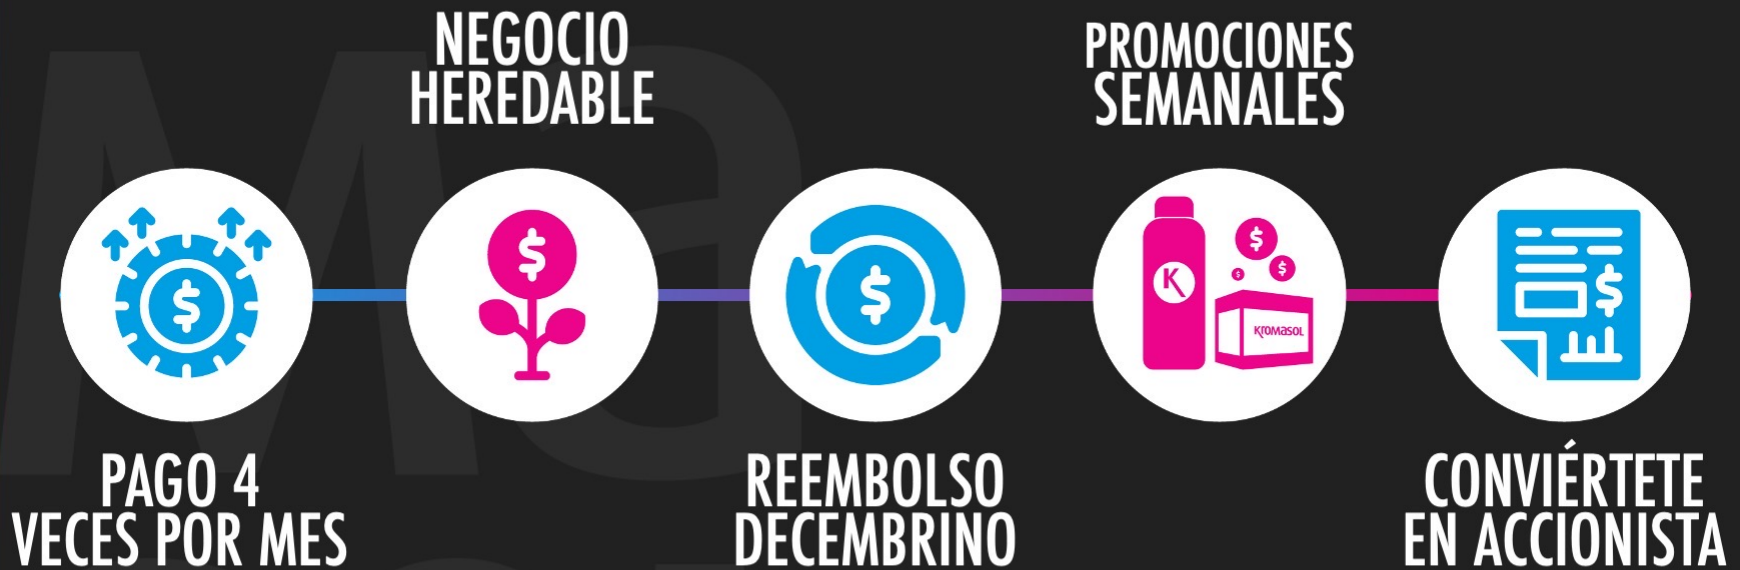 NEGOCIO
HEREDABLE
PROMOCIONES
SEMANALES
$
$
$
$
$
$
K
KROMASOL
$
PAGO 4
VECES POR MES
REEMBOLSO
DECEMBRINO
CONVIÉRTETE
EN ACCIONISTA